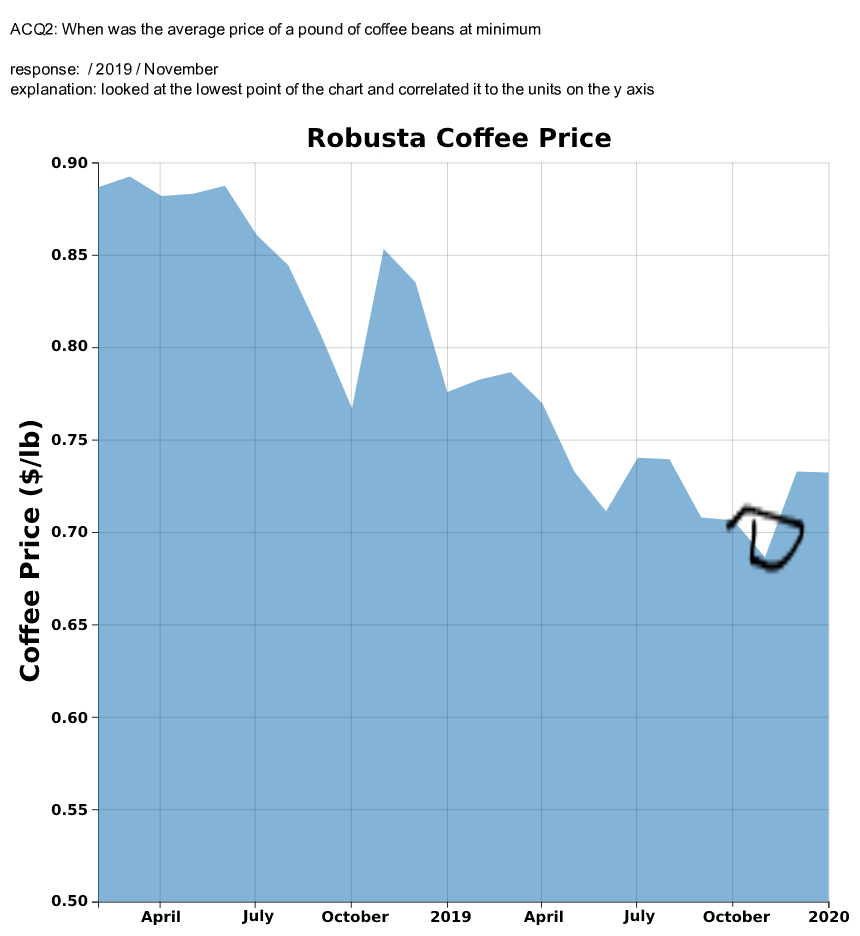 ACQ2: When was the average price of a pound of coffee beans at minimum
response:  / 2019 / November
explanation: looked at the lowest point of the chart and correlated it to the units on the y axis
Robusta Coffee Price
Coffee Price ($/lb)
0.90
0.85
0.80
0.75
0.70
0.65
0.60
0.55
0.50
April July October 2019 April July October 2020